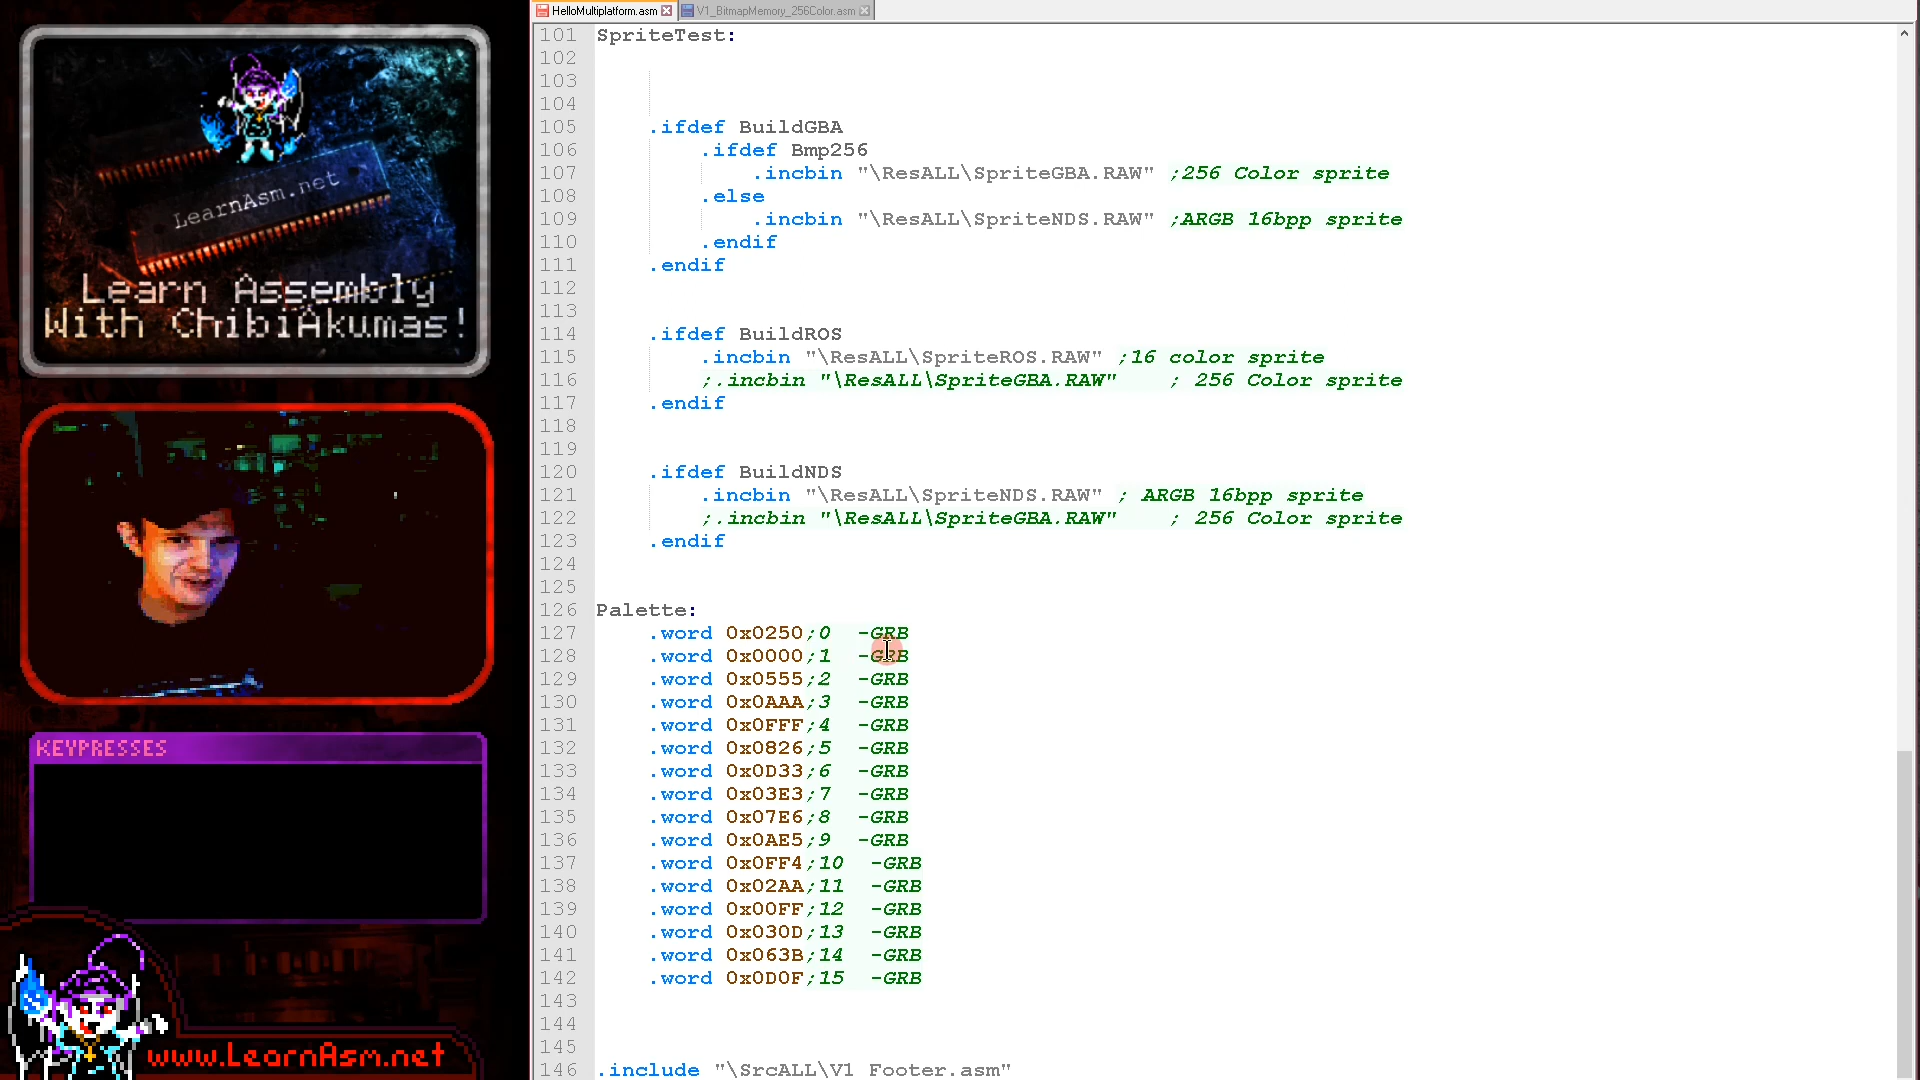 LearnAsm.net
Learn Assembly
With ChibiAkumas!
KEYPRESSES
www.LearnAsm.net
HelloMultiplatform.asm V1_BitmapMemory_256Color.asm
101 SpriteTest:
102
103
104
105 .ifdef BuildGBA
106 .ifdef Bmp256
107 .incbin "\ResALL\SpriteGBA.RAW" ;256 Color sprite
108 .else
109 .incbin "\ResALL\SpriteNDS.RAW" ;ARGB 16bpp sprite
110 .endif
111 .endif
112
113
114 .ifdef BuildROS
115 .incbin "\ResALL\SpriteROS.RAW" ;16 color sprite
116 ;.incbin "\ResALL\SpriteGBA.RAW" ; 256 Color sprite
117 .endif
118
119
120 .ifdef BuildNDS
121 .incbin "\ResALL\SpriteNDS.RAW" ; ARGB 16bpp sprite
122 ;.incbin "\ResALL\SpriteGBA.RAW" ; 256 Color sprite
123 .endif
124
125
126 Palette:
127 .word 0x0250;0 -GRB
128 .word 0x0000;1 -GRB
129 .word 0x0555;2 -GRB
130 .word 0x0AAA;3 -GRB
131 .word 0x0FFF;4 -GRB
132 .word 0x0826;5 -GRB
133 .word 0x0D33;6 -GRB
134 .word 0x03E3;7 -GRB
135 .word 0x07E6;8 -GRB
136 .word 0x0AE5;9 -GRB
137 .word 0x0FF4;10 -GRB
138 .word 0x02AA;11 -GRB
139 .word 0x00FF;12 -GRB
140 .word 0x030D;13 -GRB
141 .word 0x063B;14 -GRB
142 .word 0x0D0F;15 -GRB
143
144
145
146 .include "\SrcALL\V1_Footer.asm"